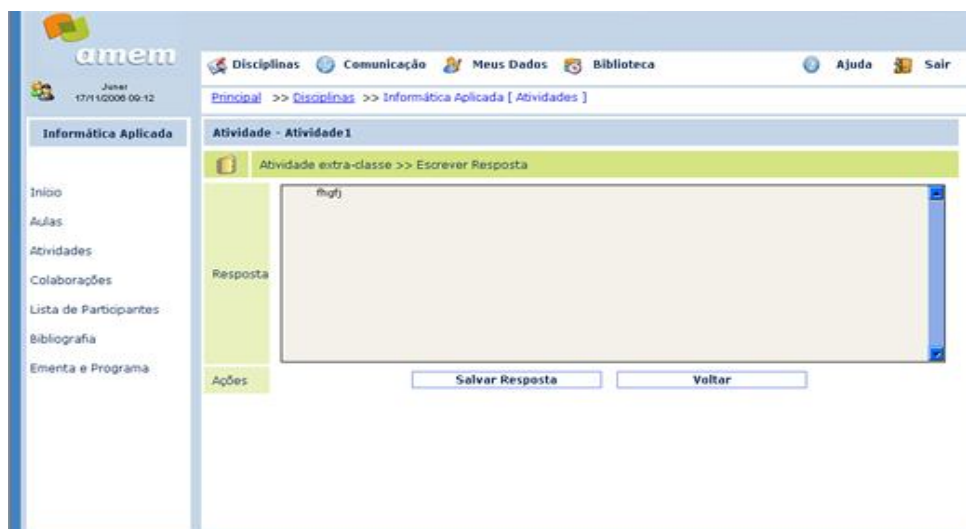 amem
Disciplinas Comunicação Meus Dados Biblioteca Ajuda Sair
17/11/2006 09:12
Principal >> Disciplinas >> Informática Aplicada [ Atividades ]
Informática Aplicada
Atividade - Atividade1
Atividade extra-classe >> Escrever Resposta
Início
Aulas
Atividades
Colaborações
Lista de Participantes
Bibliografia
Ementa e Programa
Resposta
Ações
Salvar Resposta Voltar